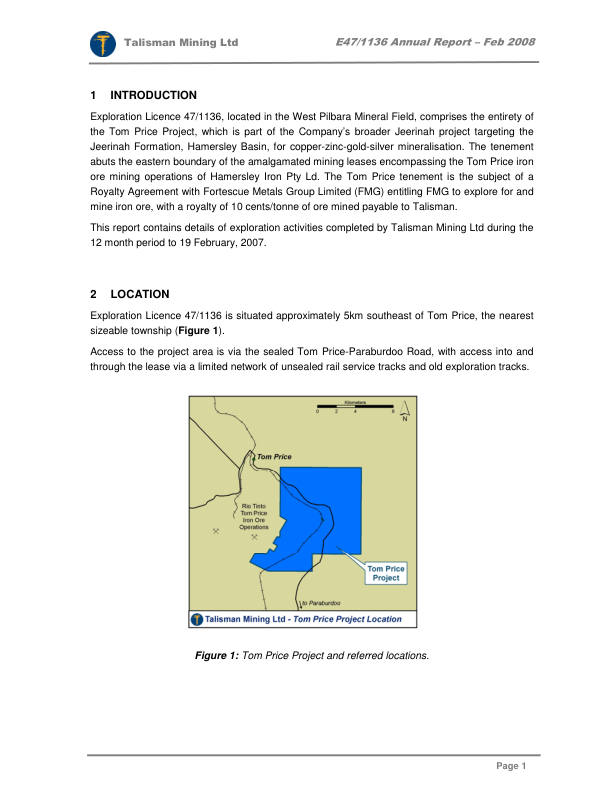 Talisman Mining Ltd
E47/1136 Annual Report – Feb 2008
1 INTRODUCTION
Exploration Licence 47/1136, located in the West Pilbara Mineral Field, comprises the entirety of
the Tom Price Project, which is part of the Company's broader Jeerinah project targeting the
Jeerinah Formation, Hamersley Basin, for copper-zinc-gold-silver mineralisation. The tenement
abuts the eastern boundary of the amalgamated mining leases encompassing the Tom Price iron
ore mining operations of Hamersley Iron Pty Ld. The Tom Price tenement is the subject of a
Royalty Agreement with Fortescue Metals Group Limited (FMG) entitling FMG to explore for and
mine iron ore, with a royalty of 10 cents/tonne of ore mined payable to Talisman.
This report contains details of exploration activities completed by Talisman Mining Ltd during the
12 month period to 19 February, 2007.
2 LOCATION
Exploration Licence 47/1136 is situated approximately 5km southeast of Tom Price, the nearest
sizeable township (Figure 1).
Access to the project area is via the sealed Tom Price-Paraburdoo Road, with access into and
through the lease via a limited network of unsealed rail service tracks and old exploration tracks.
Kilometers
0 2 4 8
N
Tom Price
Rio Tinto
Tom Price
Iron Ore
Operations
Tom Price
Project
to Paraburdoo
Talisman Mining Ltd - Tom Price Project Location
Figure 1: Tom Price Project and referred locations.
Page 1